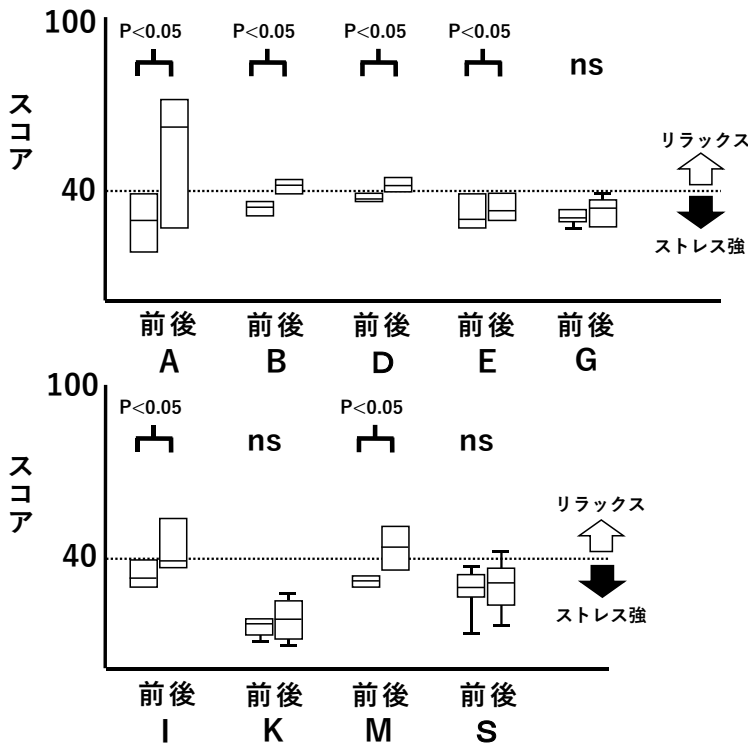 100
P<0.05 P<0.05 P<0.05 P<0.05 ns
スコア
リラックス
40
ストレス強
前後 前後 前後 前後 前後
A B D E G
100
P<0.05 ns P<0.05 ns
スコア
リラックス
40
ストレス強
前後 前後 前後 前後
I K M S